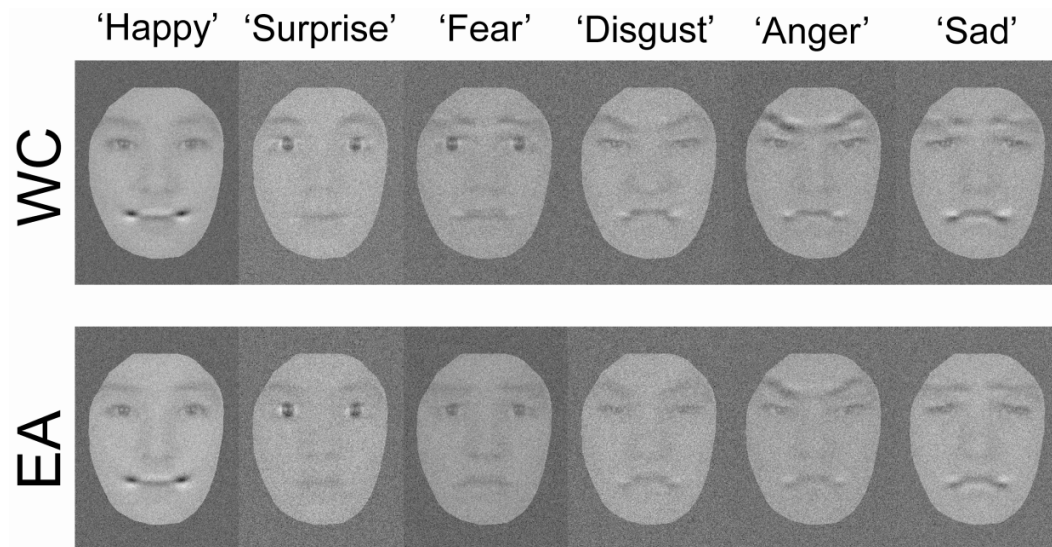 ‘Happy’ ‘Surprise’ ‘Fear’ ‘Disgust’ ‘Anger’ ‘Sad’
WC
EA